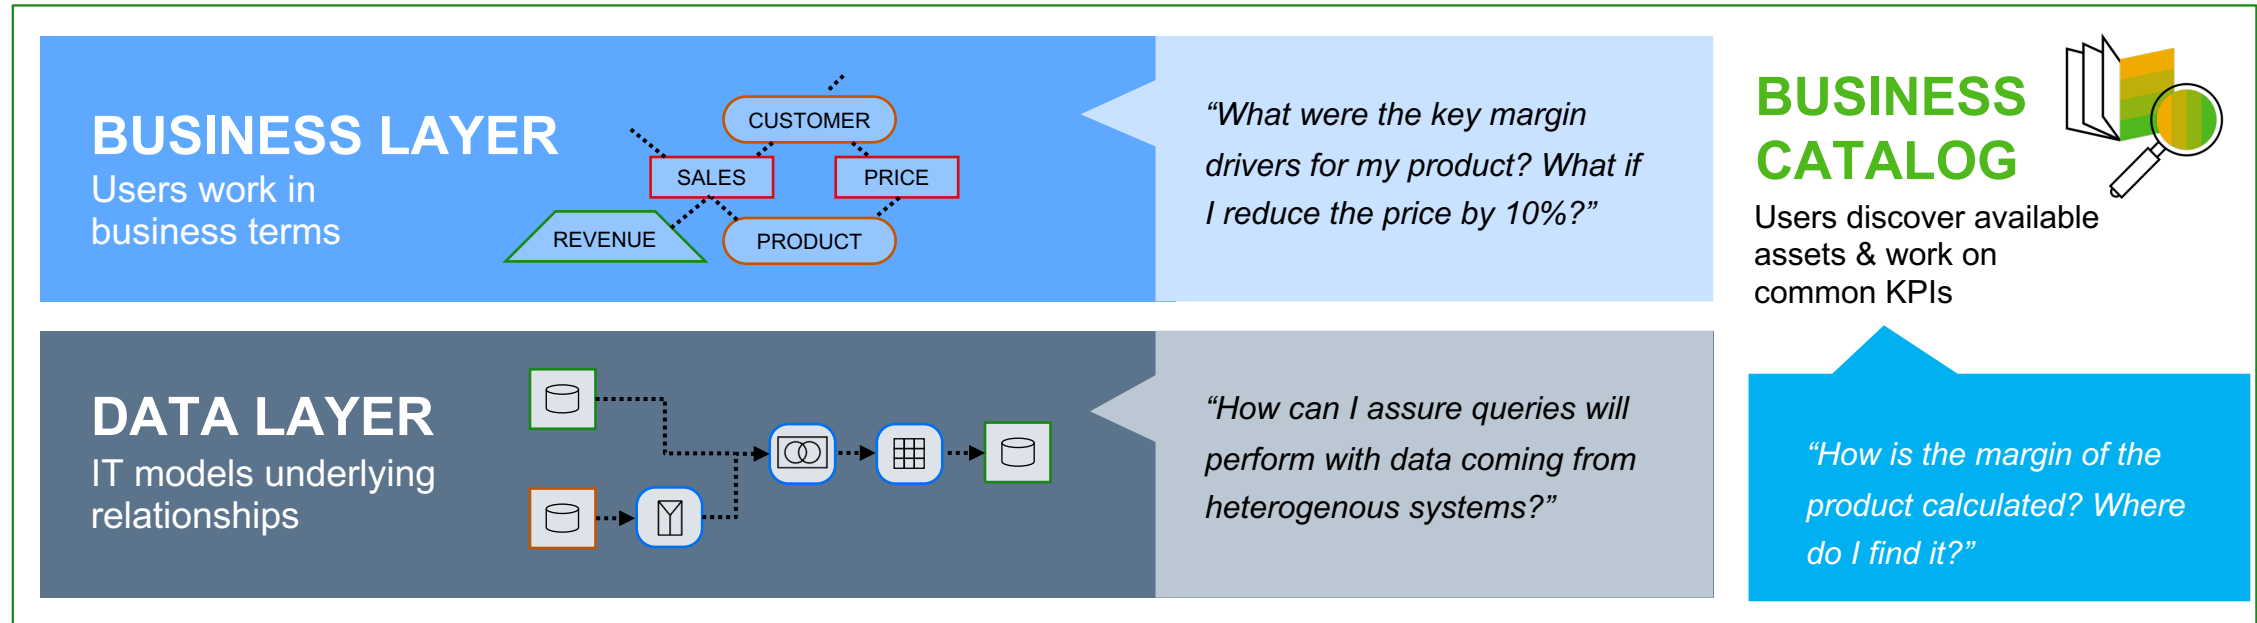 BUSINESS LAYER
Users work in
business terms
CUSTOMER
SALES
PRICE
REVENUE
PRODUCT
“What were the key margin
drivers for my product? What if
I reduce the price by 10%?”
BUSINESS
CATALOG
Users discover available
assets & work on
common KPIs
DATA LAYER
IT models underlying
relationships
“How can I assure queries will
perform with data coming from
heterogenous systems?”
“How is the margin of the
product calculated? Where
do I find it?”